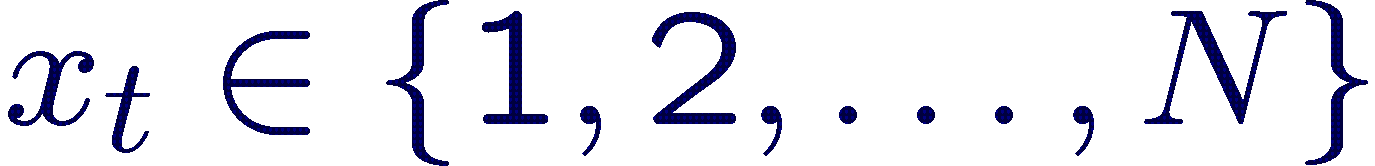 x_t ∈ {1, 2, . . . , N}